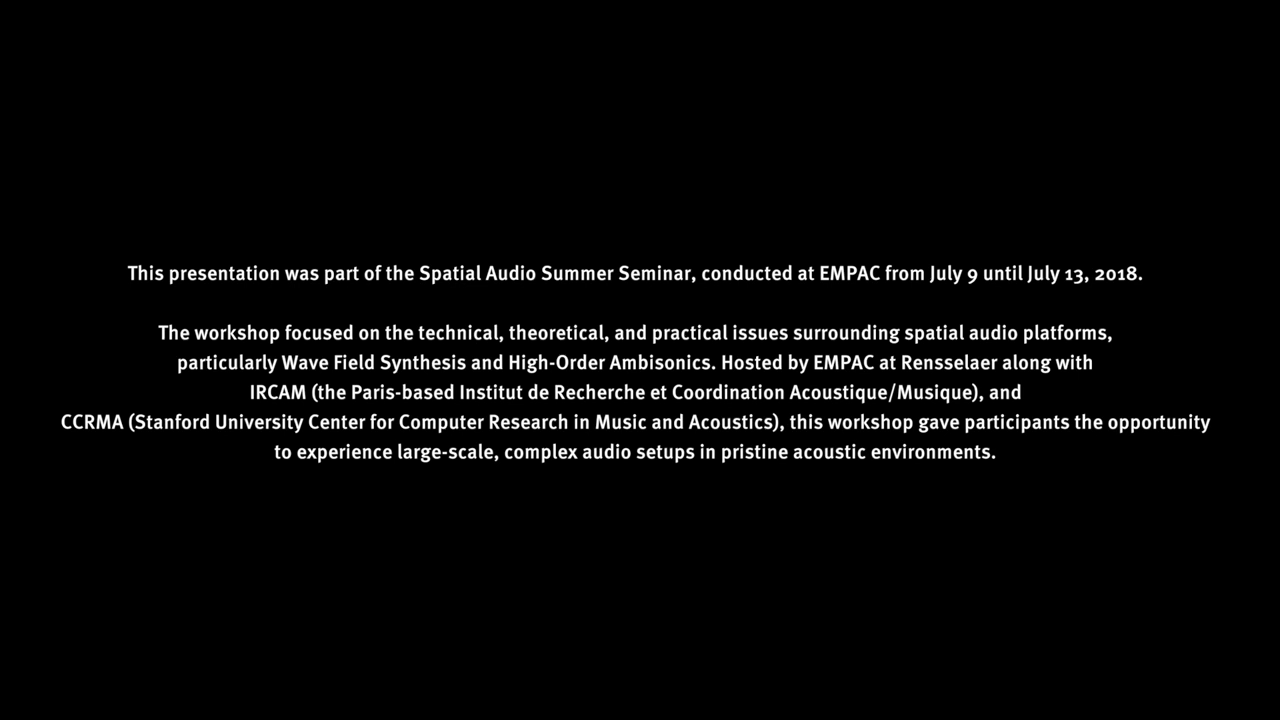 This presentation was part of the Spatial Audio Summer Seminar, conducted at EMPAC from July 9 until July 13, 2018.
The workshop focused on the technical, theoretical, and practical issues surrounding spatial audio platforms,
particularly Wave Field Synthesis and High-Order Ambisonics. Hosted by EMPAC at Rensselaer along with
IRCAM (the Paris-based Institut de Recherche et Coordination Acoustique/Musique), and
CCRMA (Stanford University Center for Computer Research in Music and Acoustics), this workshop gave participants the opportunity
to experience large-scale, complex audio setups in pristine acoustic environments.